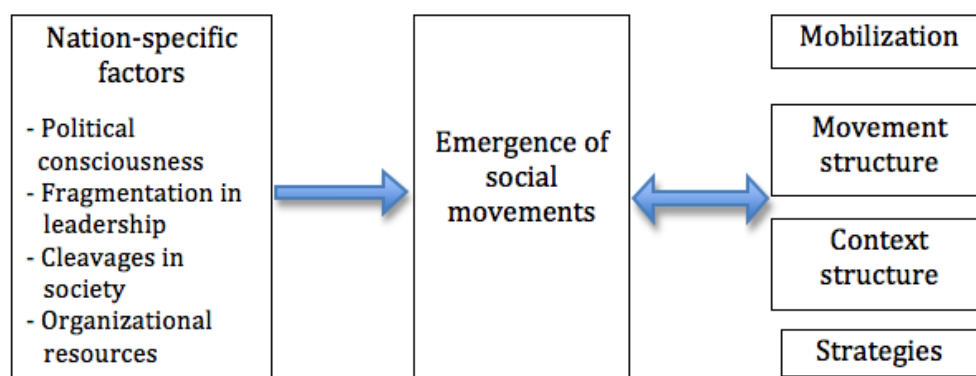 Nation-specific
factors
- Political
consciousness
- Fragmentation in
leadership
- Cleavages in
society
- Organizational
resources
Emergence of
social
movements
Mobilization
Movement
structure
Context
structure
Strategies